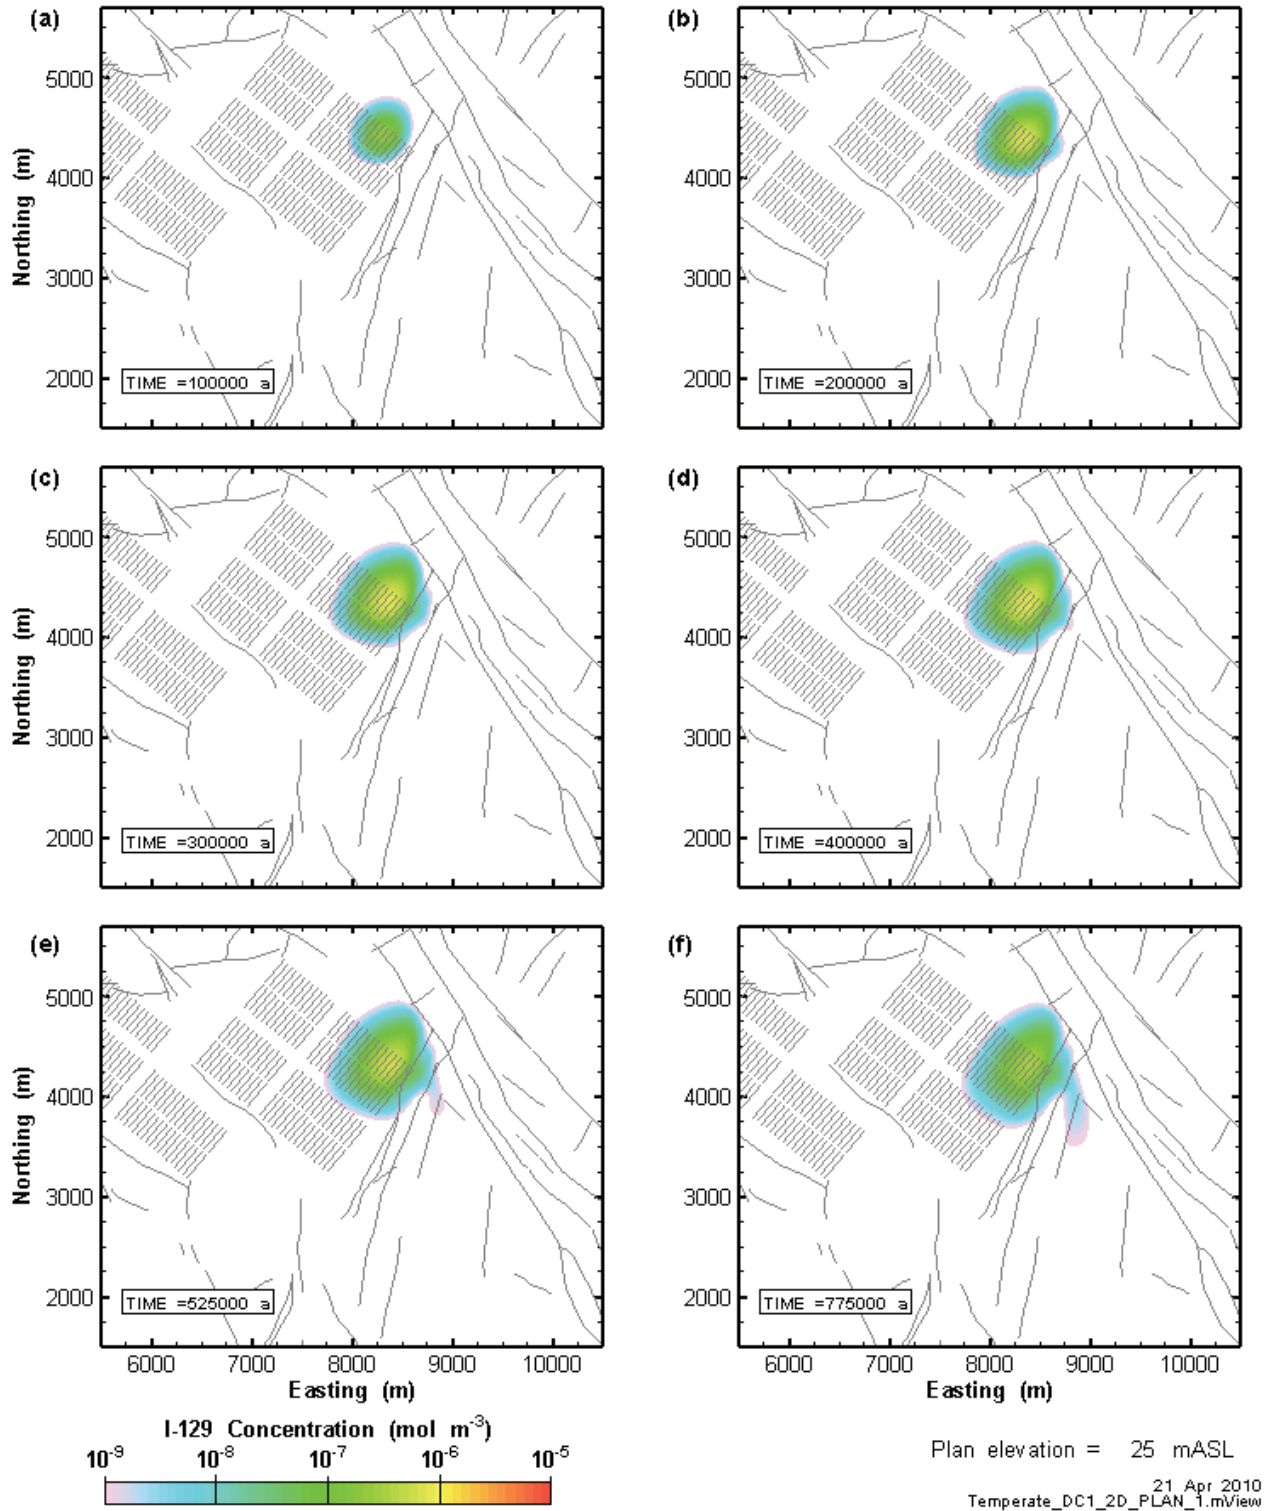 (a)
(b)
5000
4000
3000
2000
Northing (m)
TIME =100000 a
5000
4000
3000
2000
TIME =200000 a
(c)
(d)
5000
4000
3000
2000
Northing (m)
TIME =300000 a
5000
4000
3000
2000
TIME =400000 a
(e)
(f)
5000
4000
3000
2000
Northing (m)
TIME =525000 a
5000
4000
3000
2000
TIME =775000 a
6000 7000 8000 9000 10000
Easting (m)
6000 7000 8000 9000 10000
Easting (m)
I-129 Concentration (mol m-3)
10-9 10-8 10-7 10-6 10-5
Plan elevation = 25 mASL
21 Apr 2010
Temperate_DC1_2D_PLAN_1.mView